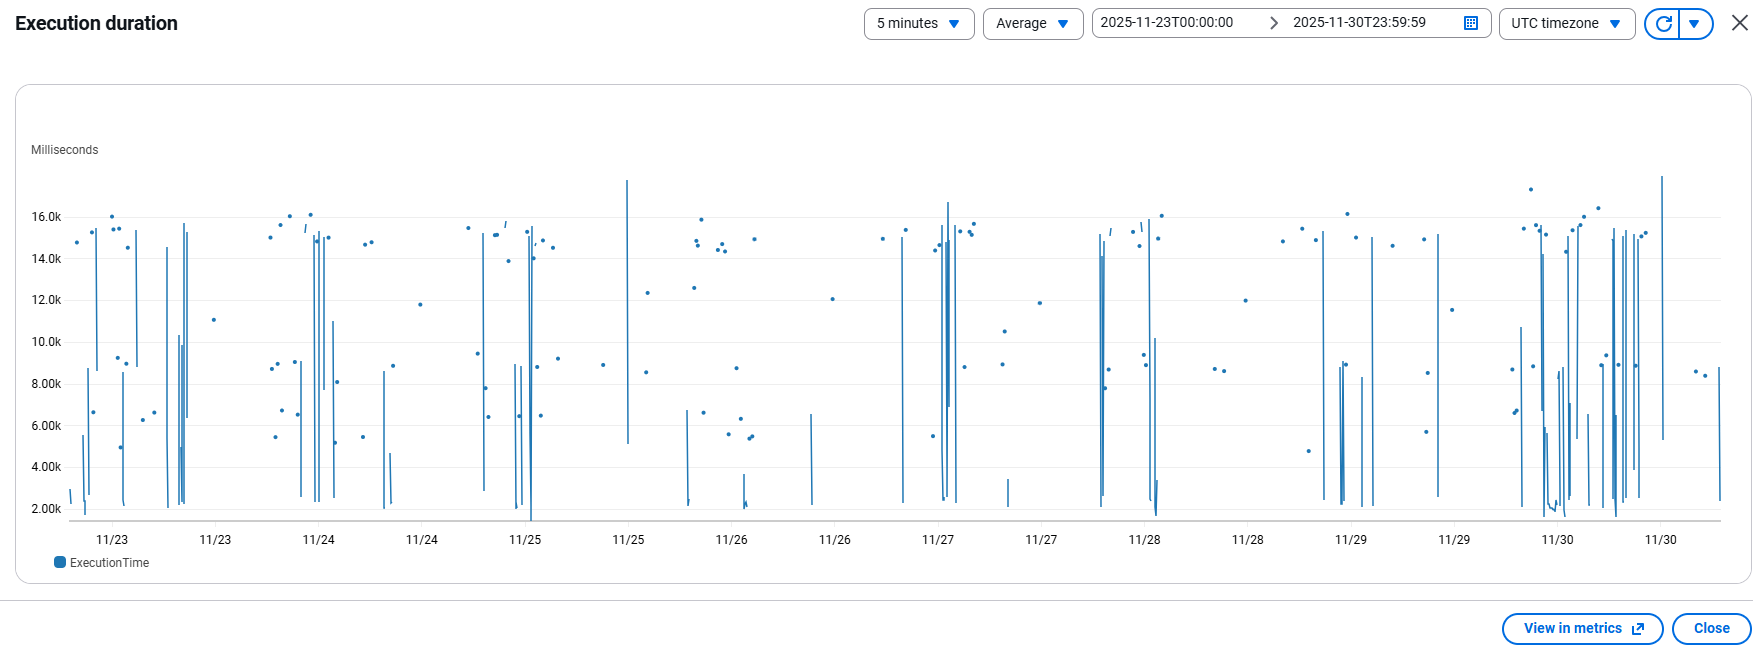 Execution duration
5 minutes
Average
2025-11-23T00:00:00
2025-11-30T23:59:59
UTC timezone
Milliseconds
16.0k
14.0k
12.0k
10.0k
8.00k
6.00k
4.00k
2.00k
11/23 11/23 11/24 11/24 11/25 11/25 11/26 11/26 11/27 11/27 11/28 11/28 11/29 11/29 11/30 11/30
ExecutionTime
View in metrics
Close